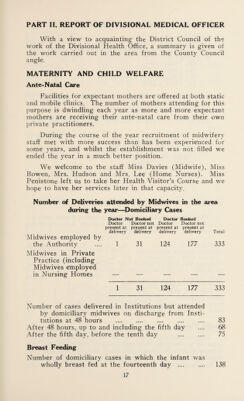 PART II. REPORT OF DIVISIONAL MEDICAL OFFICER
With a view to acquainting the District Council of the
work of the Divisional Health Office, a summary is given of
the work carried out in the area from the County Council
angle.
MATERNITY AND CHILD WELFARE
Ante-Natal Care
Facilities for expectant mothers are offered at both static
and mobile clinics. The number of mothers attending for this
purpose is dwindling each year as more and more expectant
mothers are receiving their ante-natal care from their own
private practitioners.
During the course of the year recruitment of midwifery
staff met with more success than has been experienced for
some years, and whilst the establishment was not filled we
ended the year in a much better position.
We welcome to the staff Miss Davies (Midwife), Miss
Bowen, Mrs. Hudson and Mrs. Leg (Home Nurses). Miss
Penistone left us to take her Health Visitor's Course and we
hope to have her services later in that capacity.
Number of Deliveries attended by Midwives in the area
during the year—Domiciliary Cases
Doctor Not Booked Doctor Booked
Doctor Doctor not Doctor Doctor not
present at present at present at present at
delivery delivery delivery delivery Total
Midwives employed by
the Authority .... 1 31 124 177 333
Midwives in Private
Practice (including
Midwives employed
in Nursing Homes — — — — —
1 31 124 177 333
Number of cases delivered in Institutions but attended
by domiciliary midwives on discharge from Insti-
tutions at 48 hours .... .... .... .... .... 83
After 48 hours, up to and including the fifth day .... 68
After the fifth day, before the tenth day .... .... 75
Breast Feeding
Number of domiciliary cases in which the infant was
wholly breast fed at the fourteenth day .... .... 138
17